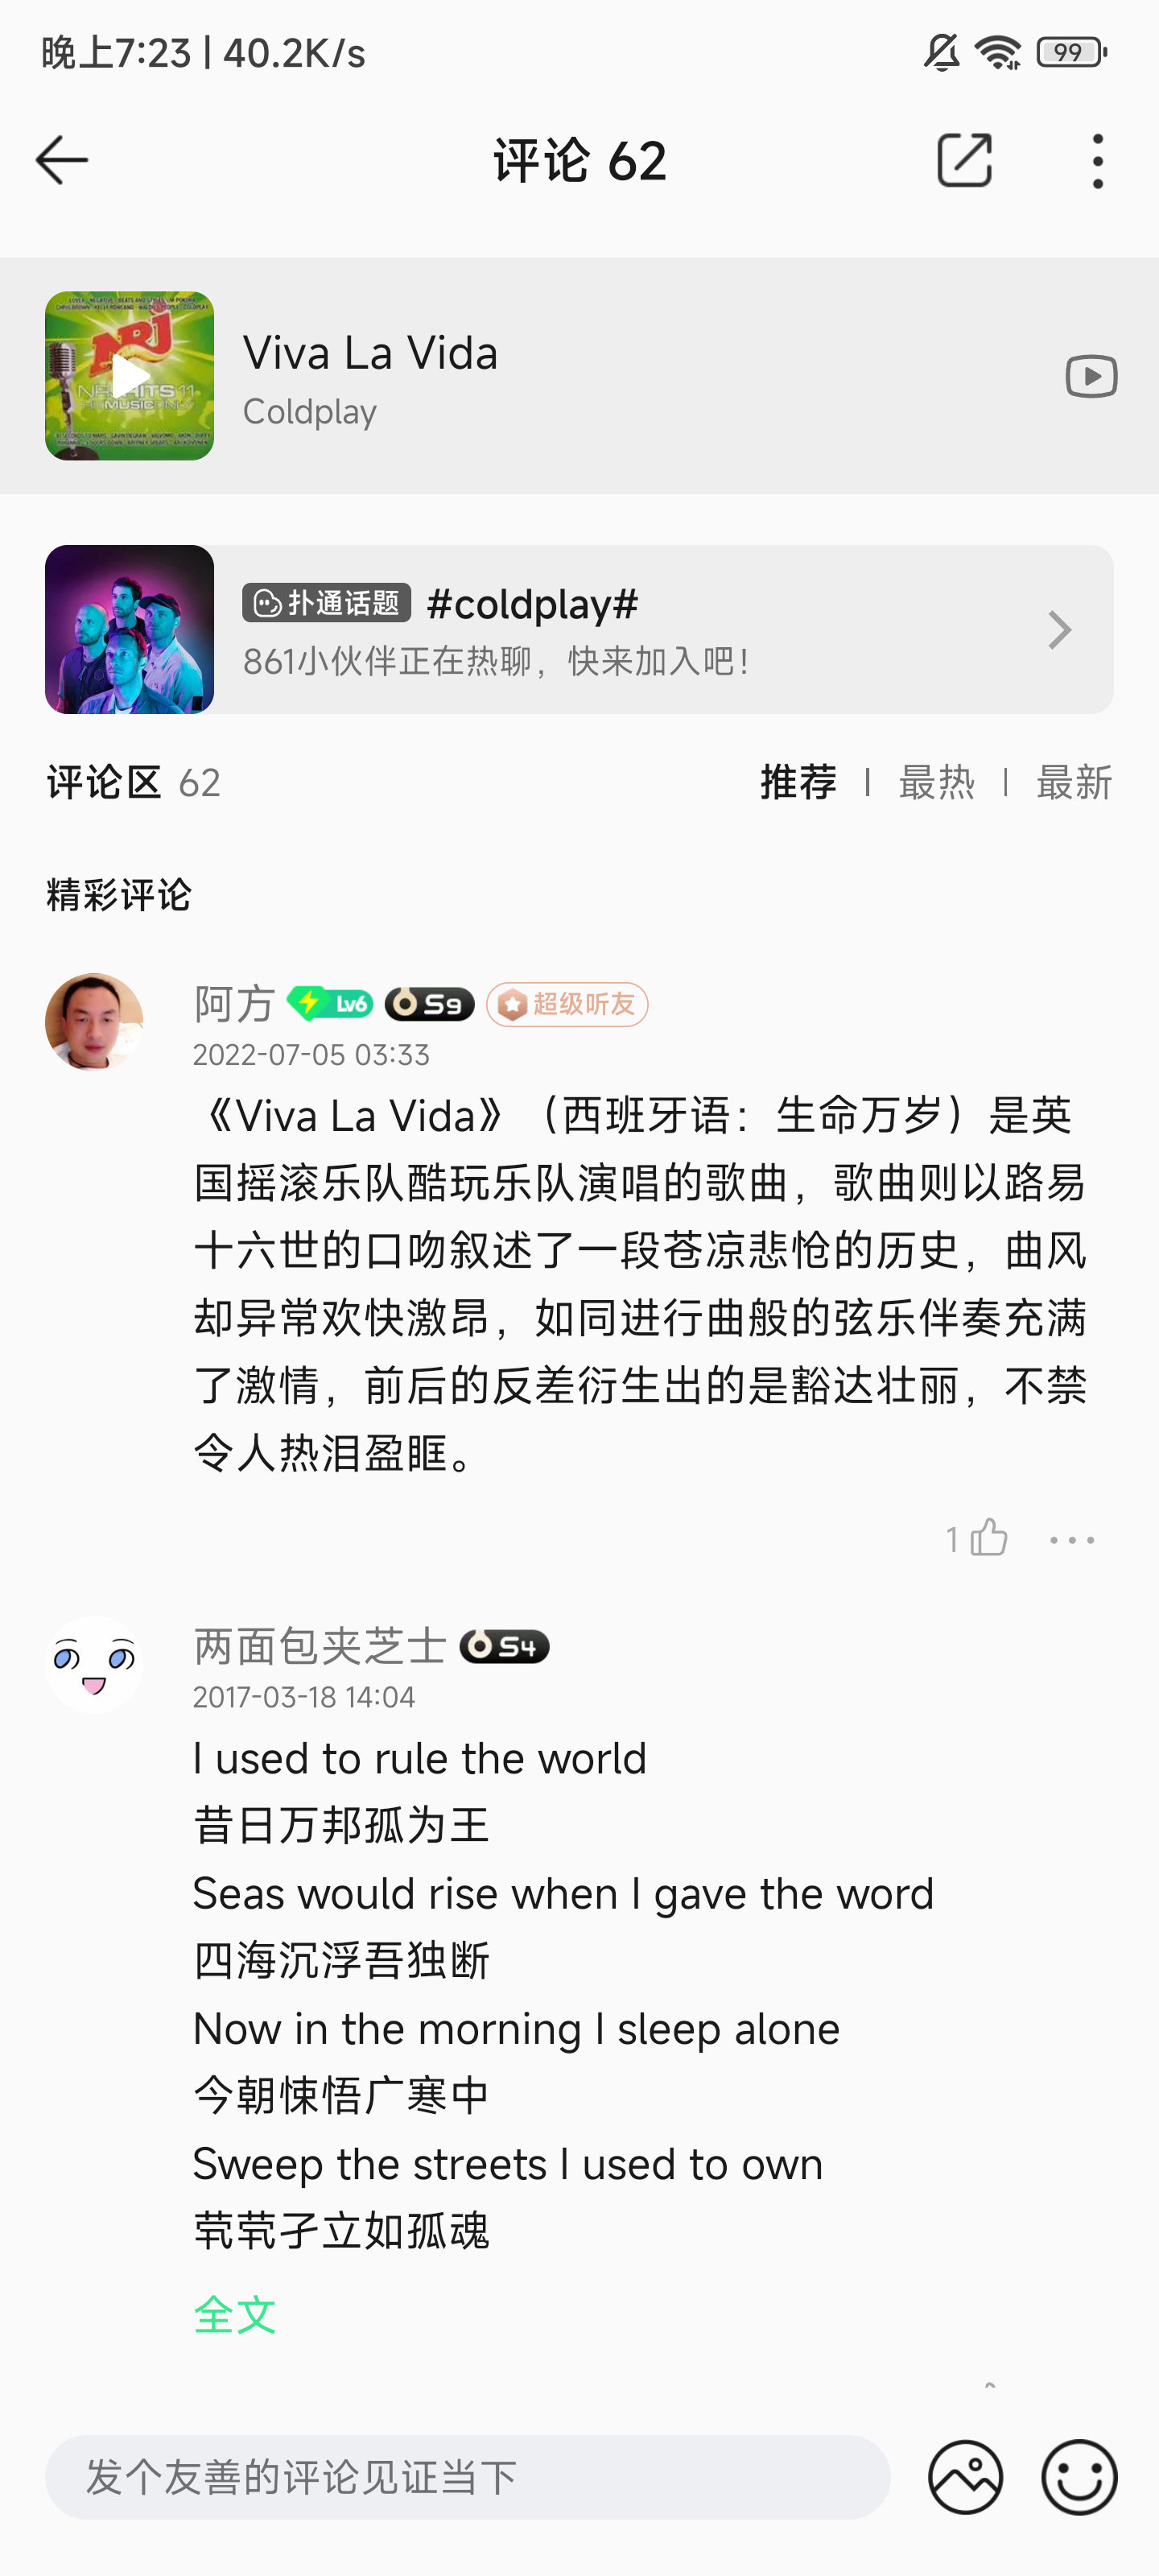 晚上7:23 | 40.2K/s
99
评论 62
NRJ
HITS 11
MUSIC ONLY
Viva La Vida
Coldplay
扑通话题 #coldplay#
861小伙伴正在热聊，快来加入吧！
评论区 62
推荐 | 最热 | 最新
精彩评论
阿方 Lv6 S9 超级听友
2022-07-05 03:33
《Viva La Vida》（西班牙语：生命万岁）是英
国摇滚乐队酷玩乐队演唱的歌曲，歌曲则以路易
十六世的口吻叙述了一段苍凉悲怆的历史，曲风
却异常欢快激昂，如同进行曲般的弦乐伴奏充满
了激情，前后的反差衍生出的是豁达壮丽，不禁
令人热泪盈眶。
1
两面包夹芝士 S4
2017-03-18 14:04
I used to rule the world
昔日万邦孤为王
Seas would rise when I gave the word
四海沉浮吾独断
Now in the morning I sleep alone
今朝悚悟广寒中
Sweep the streets I used to own
茕茕孑立如孤魂
全文
发个友善的评论见证当下